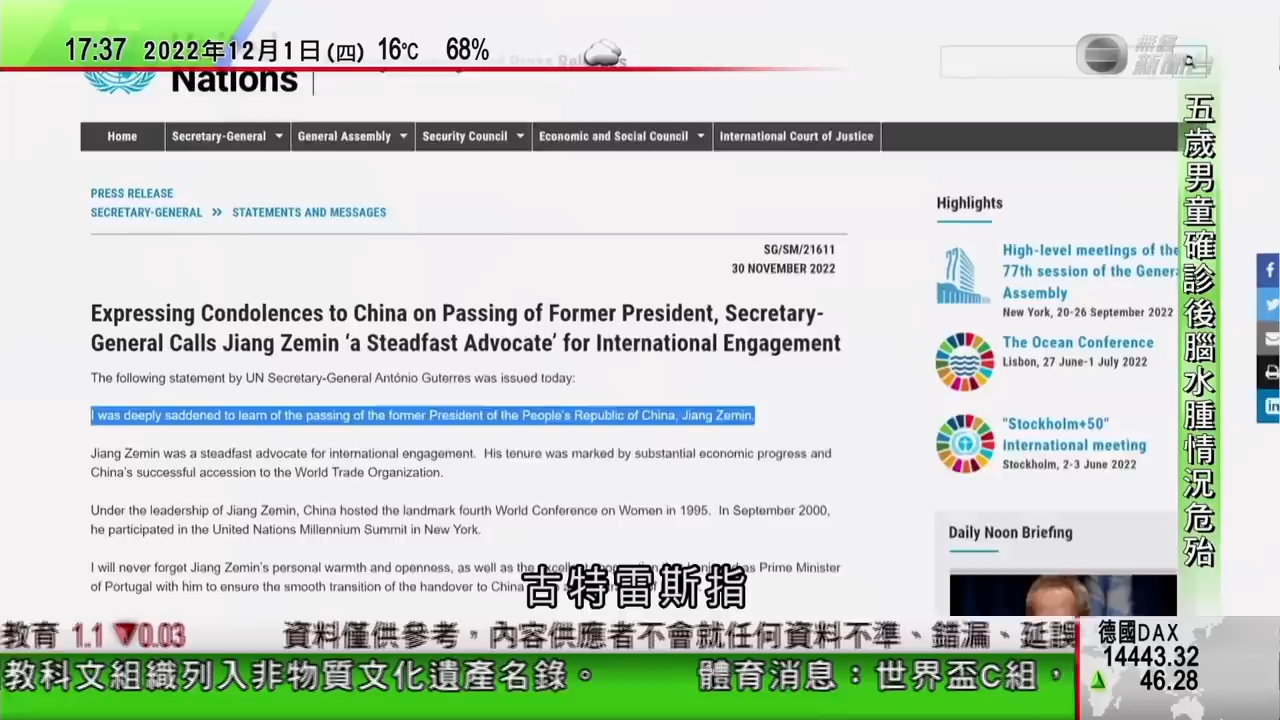 17:37 2022年12月1日(四) 16℃ 68%
無綫新聞台
Nations
Home
Secretary-General
General Assembly
Security Council
Economic and Social Council
International Court of Justice
PRESS RELEASE
SECRETARY-GENERAL » STATEMENTS AND MESSAGES
SG/SM/21611
30 NOVEMBER 2022
Expressing Condolences to China on Passing of Former President, Secretary-
General Calls Jiang Zemin ‘a Steadfast Advocate’ for International Engagement
The following statement by UN Secretary-General António Guterres was issued today:
I was deeply saddened to learn of the passing of the former President of the People’s Republic of China, Jiang Zemin.
Jiang Zemin was a steadfast advocate for international engagement. His tenure was marked by substantial economic progress and
China’s successful accession to the World Trade Organization.
Under the leadership of Jiang Zemin, China hosted the landmark fourth World Conference on Women in 1995. In September 2000,
he participated in the United Nations Millennium Summit in New York.
I will never forget Jiang Zemin’s personal warmth and openness, as well as the as Prime Minister
of Portugal with him to ensure the smooth transition of the handover to China
Highlights
High-level meetings of the
77th session of the Genera
Assembly
New York, 20-26 September 2022
The Ocean Conference
Lisbon, 27 June-1 July 2022
"Stockholm+50"
international meeting
Stockholm, 2-3 June 2022
Daily Noon Briefing
五歲男童確診後腦水腫情況危殆
古特雷斯指
教育 1.1 ▼0.03 資料僅供參考，內容供應者不會就任何資料不準、錯漏、延誤
教科文組織列入非物質文化遺產名錄。 體育消息：世界盃C組，
德國DAX
14443.32
▲ 46.28